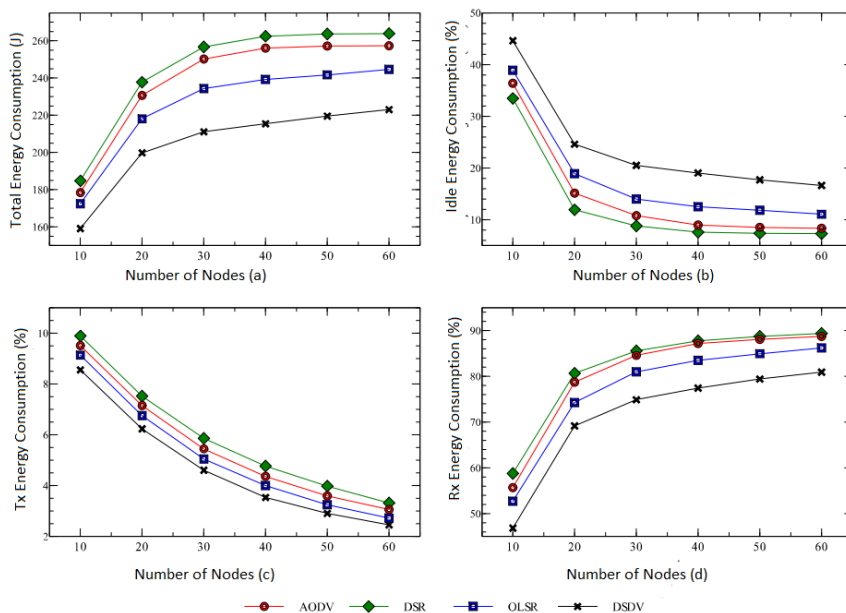 Total Energy Consumption (J)
260
240
220
200
180
160
10 20 30 40 50 60
Number of Nodes (a)
Idle Energy Consumption (%)
50
40
30
20
10
10 20 30 40 50 60
Number of Nodes (b)
Tx Energy Consumption (%)
10
8
6
4
2
10 20 30 40 50 60
Number of Nodes (c)
Rx Energy Consumption (%)
90
80
70
60
50
10 20 30 40 50 60
Number of Nodes (d)
AODV DSR OLSR DSDV